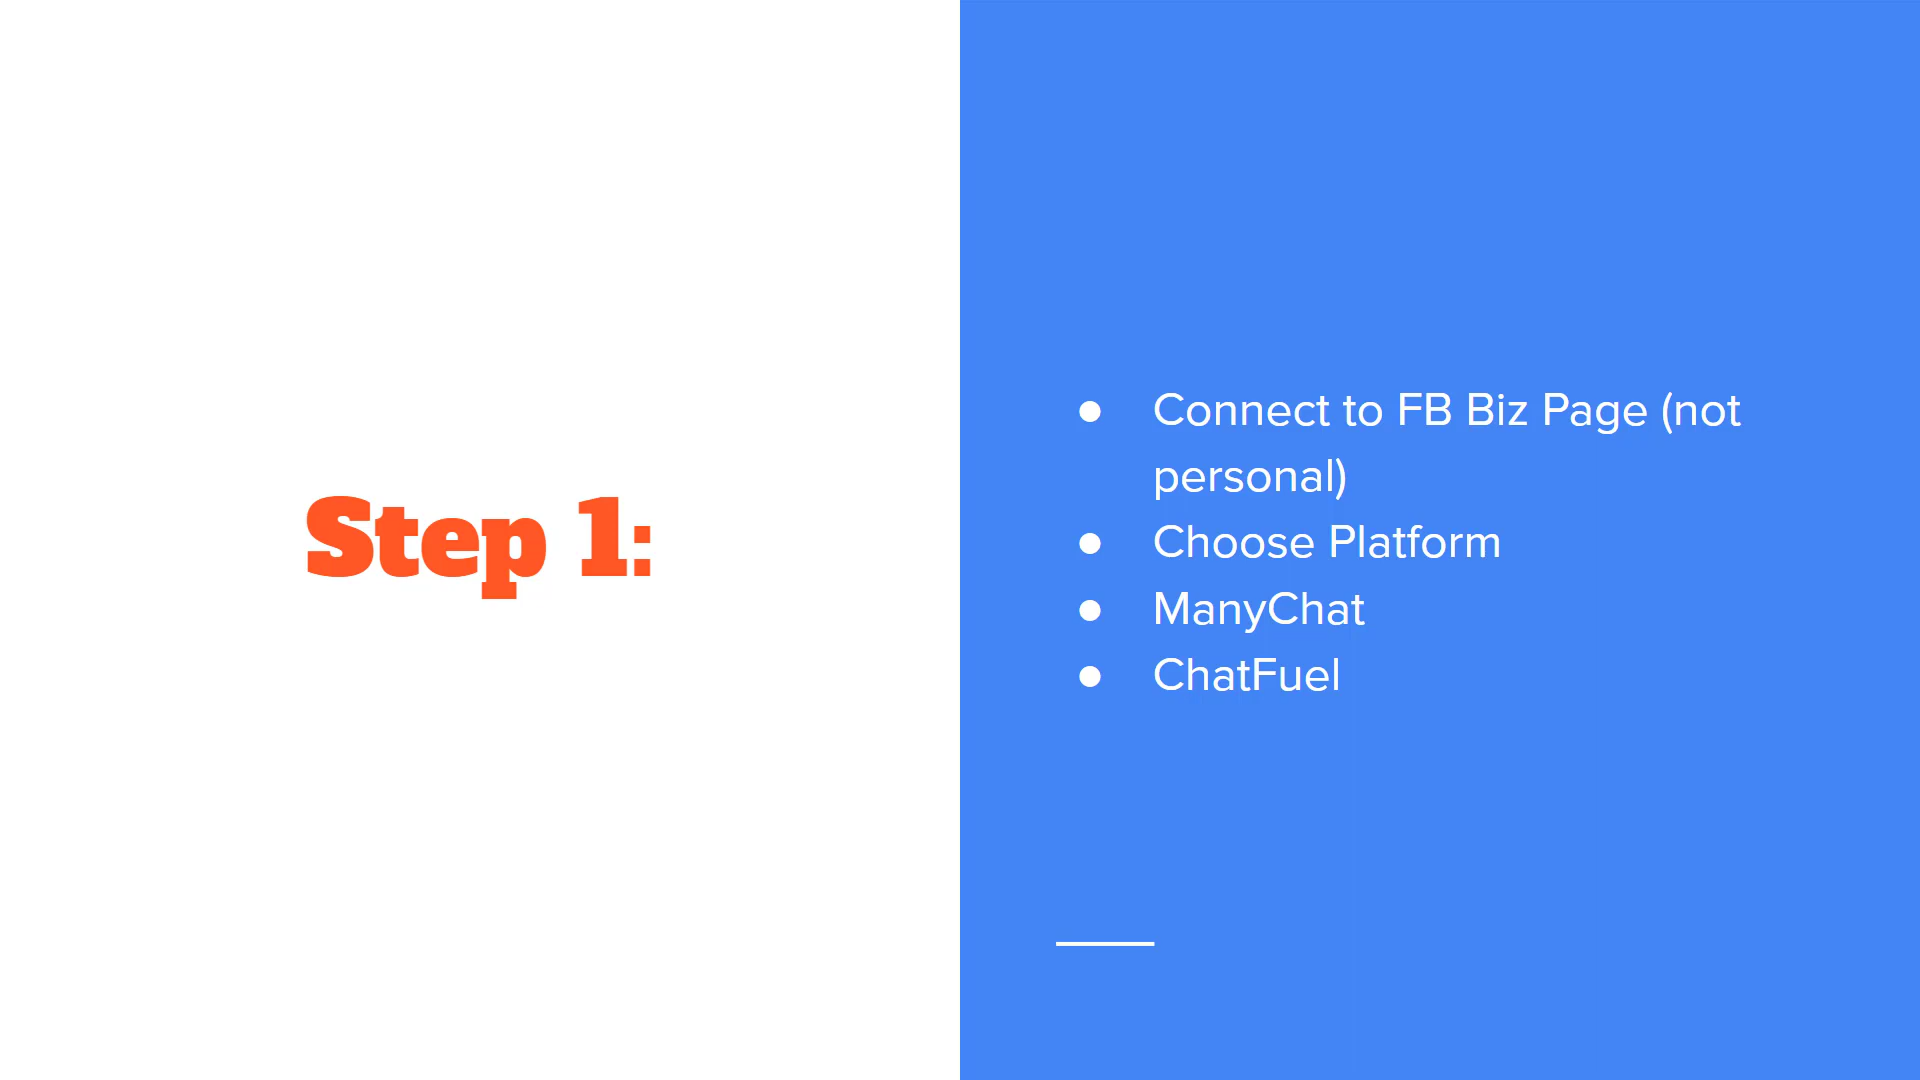 Step 1:
● Connect to FB Biz Page (not
personal)
● Choose Platform
● ManyChat
● ChatFuel